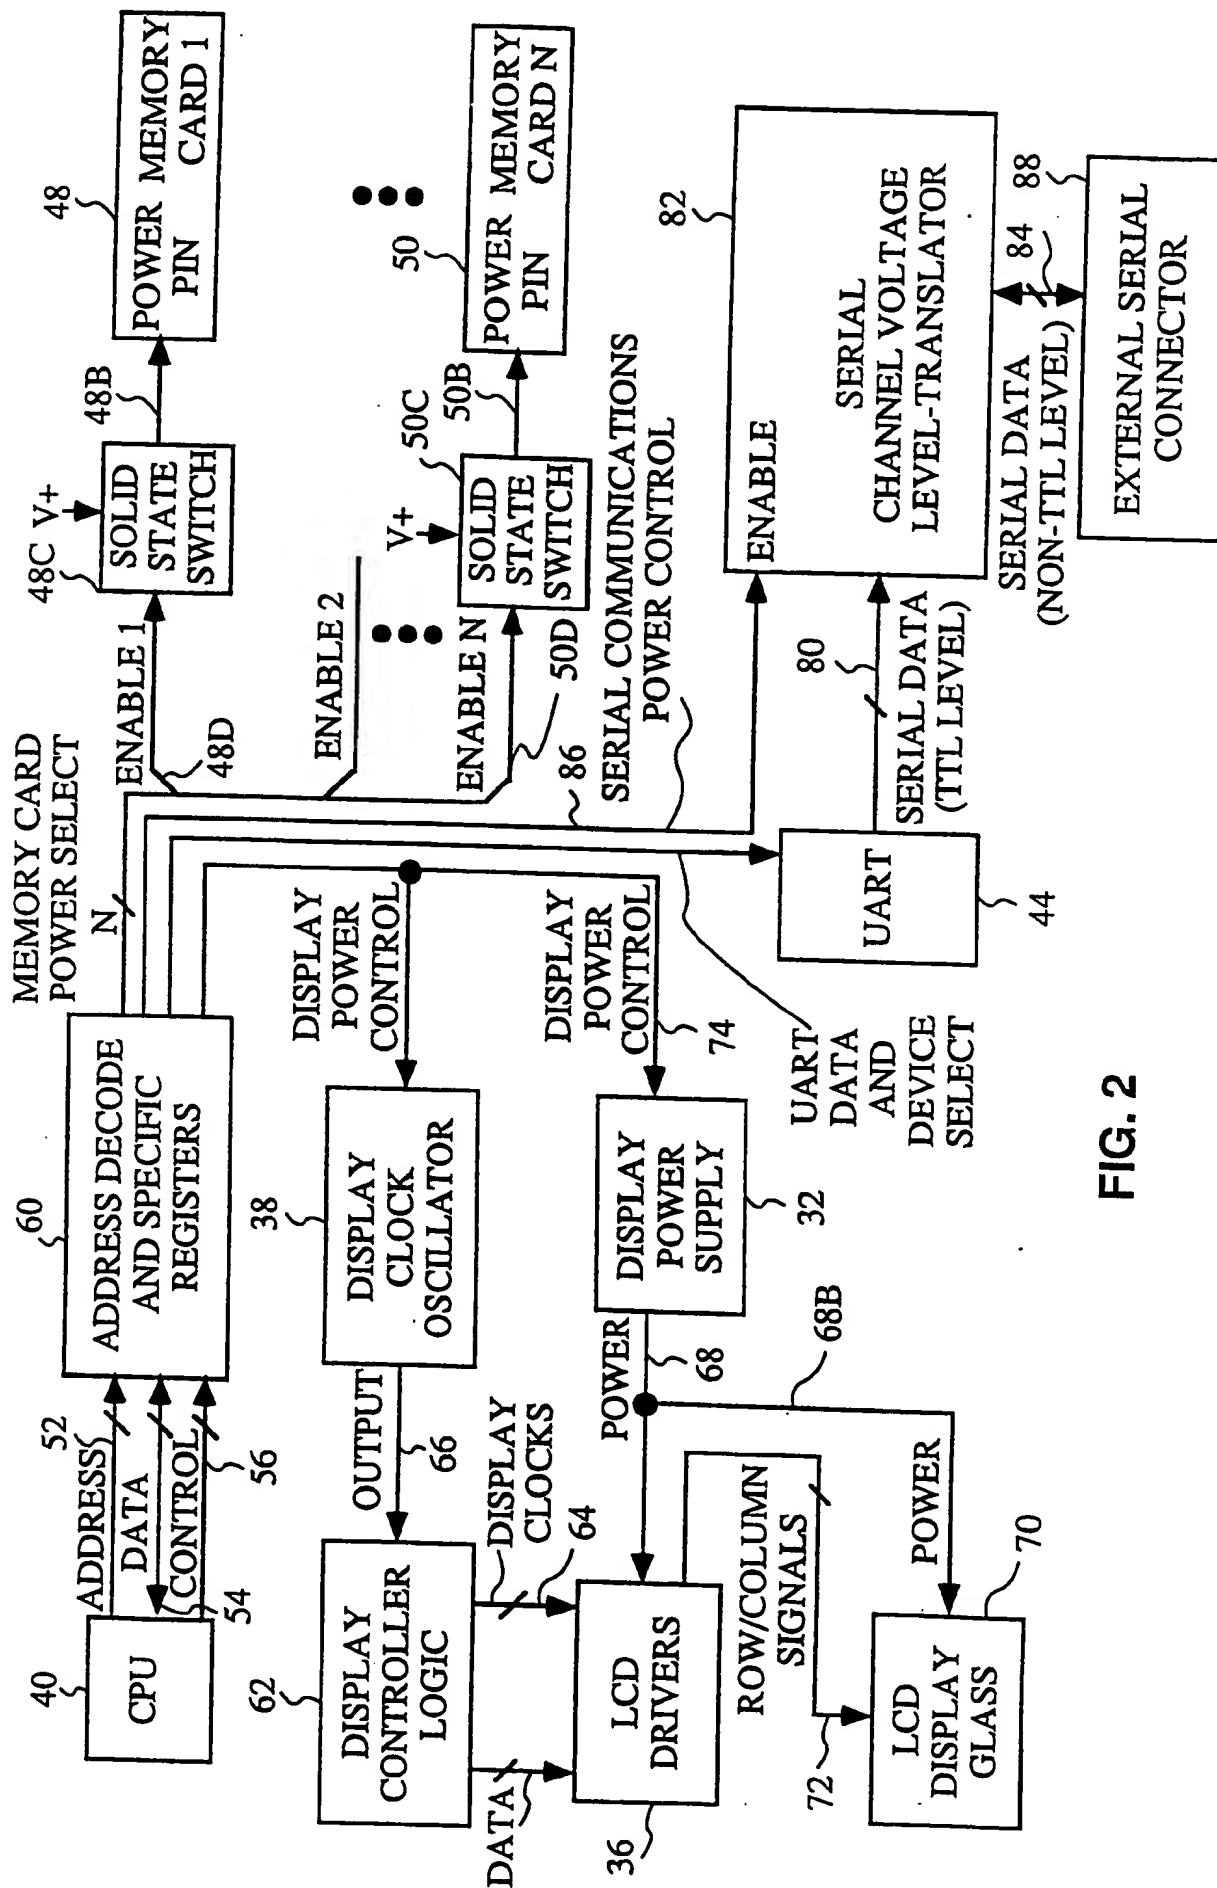 40
CPU
ADDRESS
52
DATA
54
CONTROL
56
60
ADDRESS DECODE
AND SPECIFIC
REGISTERS
MEMORY CARD
POWER SELECT
N
ENABLE 1
48D
48C
V+
SOLID
STATE
SWITCH
48B
48
POWER MEMORY
PIN CARD 1
ENABLE 2
ENABLE N
50D
V+
50C
SOLID
STATE
SWITCH
50B
50
POWER MEMORY
PIN CARD N
86
SERIAL COMMUNICATIONS
POWER CONTROL
62
DISPLAY
CONTROLLER
LOGIC
OUTPUT
66
38
DISPLAY
CLOCK
OSCILLATOR
DISPLAY
POWER
CONTROL
DATA
DISPLAY
CLOCKS
64
36
LCD
DRIVERS
POWER
68
68B
DISPLAY
POWER
SUPPLY
32
DISPLAY
POWER
CONTROL
74
ROW/COLUMN
SIGNALS
72
LCD
DISPLAY
GLASS
70
POWER
UART
DATA
AND
DEVICE
SELECT
UART
44
80
SERIAL DATA
(TTL LEVEL)
82
ENABLE
SERIAL
CHANNEL VOLTAGE
LEVEL-TRANSLATOR
SERIAL DATA
(NON-TTL LEVEL)
84
88
EXTERNAL SERIAL
CONNECTOR
FIG. 2